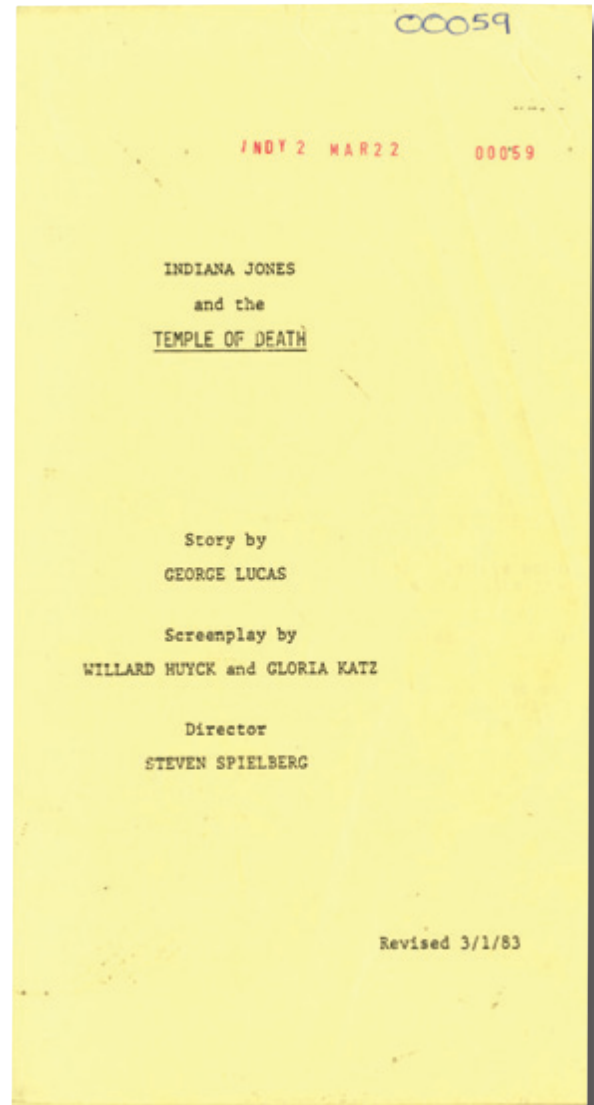 00059
INDY 2 MAR22 00059
INDIANA JONES
and the
TEMPLE OF DEATH
Story by
GEORGE LUCAS
Screenplay by
WILLARD HUYCK and GLORIA KATZ
Director
STEVEN SPIELBERG
Revised 3/1/83